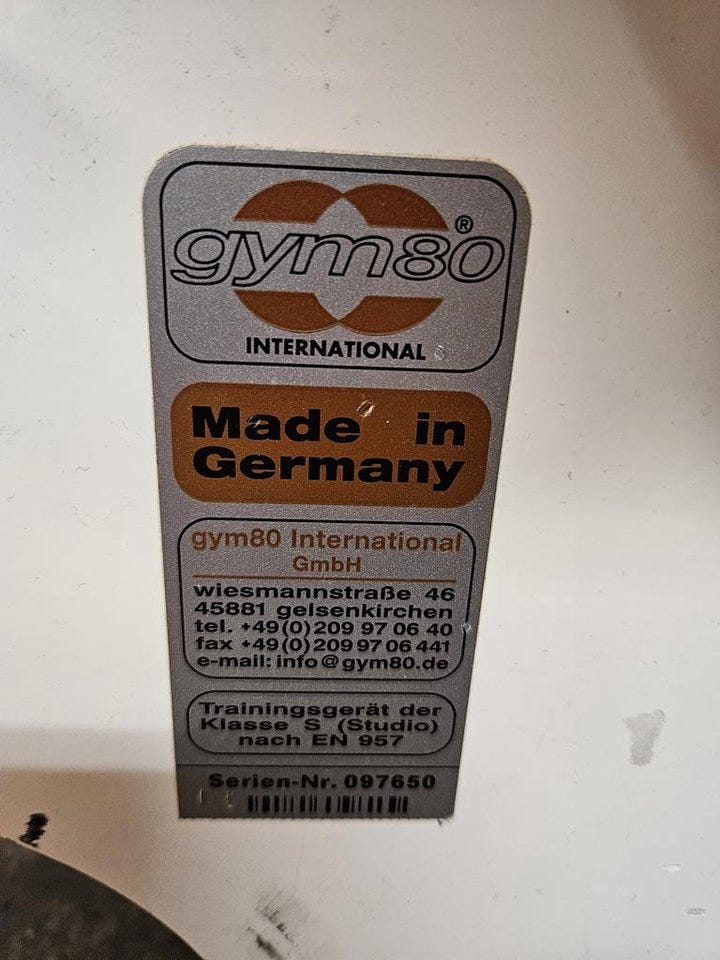 gym80®
INTERNATIONAL
Made in
Germany
gym80 International
GmbH
wiesmannstraße 46
45881 gelsenkirchen
tel. +49(0)209 97 06 40
fax +49(0)209 97 06 441
e-mail: info@gym80.de
Trainingsgerät der
Klasse S (Studio)
nach EN 957
Serien-Nr. 097650